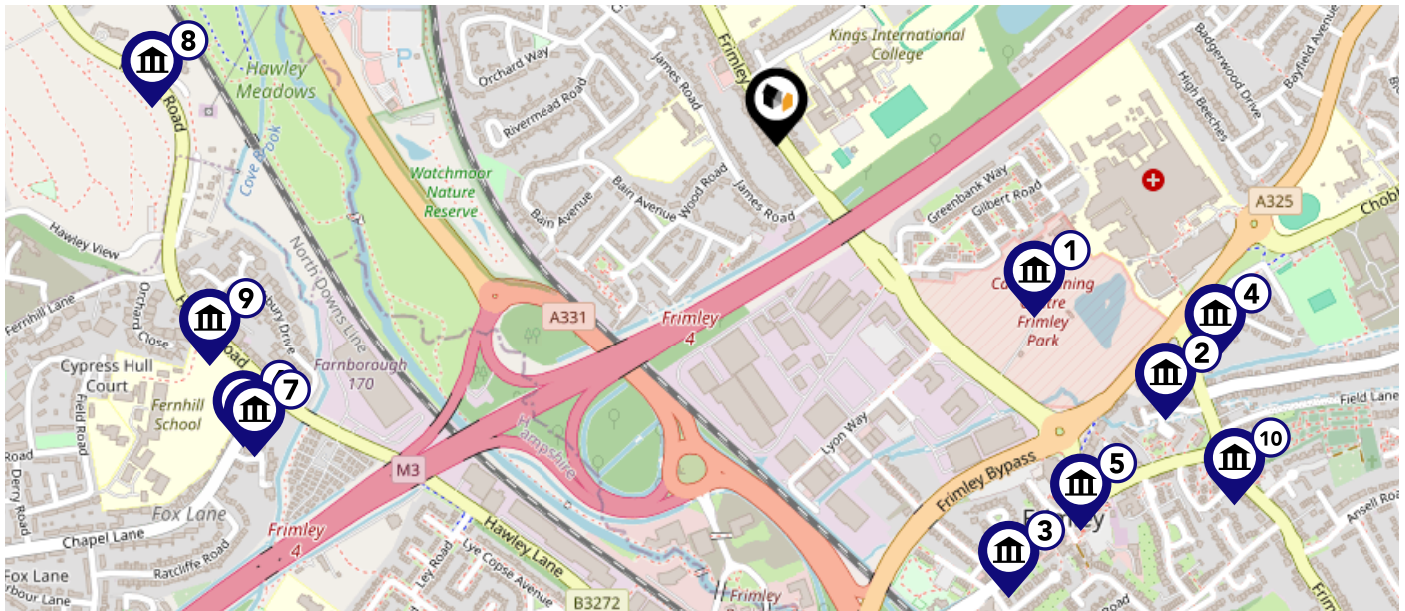 8
Road
Hawley
Meadows
Cove Brook
P
Orchard Way
Rivermead Road
James Road
Frimley
Kings International
College
Badgerwood Drive
Bayfield Avenue
High Beeches
Watchmoor
Nature
Reserve
Bain Avenue
Bain Avenue
Wood Road
James Road
Greenbank Way
Gilbert Road
A325
Hawley View
Fernhill Lane
Orchard
Close
North Downs Line
9
Road
A331
Frimley
4
1
Frimley
Park
4
2
Cypress Hull
Court
Field Road
Fernhill
School
7
Farnborough
170
Hampshire
Lyon Way
Field Lane
Road
Derry Road
M3
Fox Lane
Chapel Lane
Ratcliffe Road
Frimley
4
Hawley Lane
Ley Road
Lye Copse Avenue
B3272
Frimley
Frimley Bypass
5
10
3
Fox Lane
Road